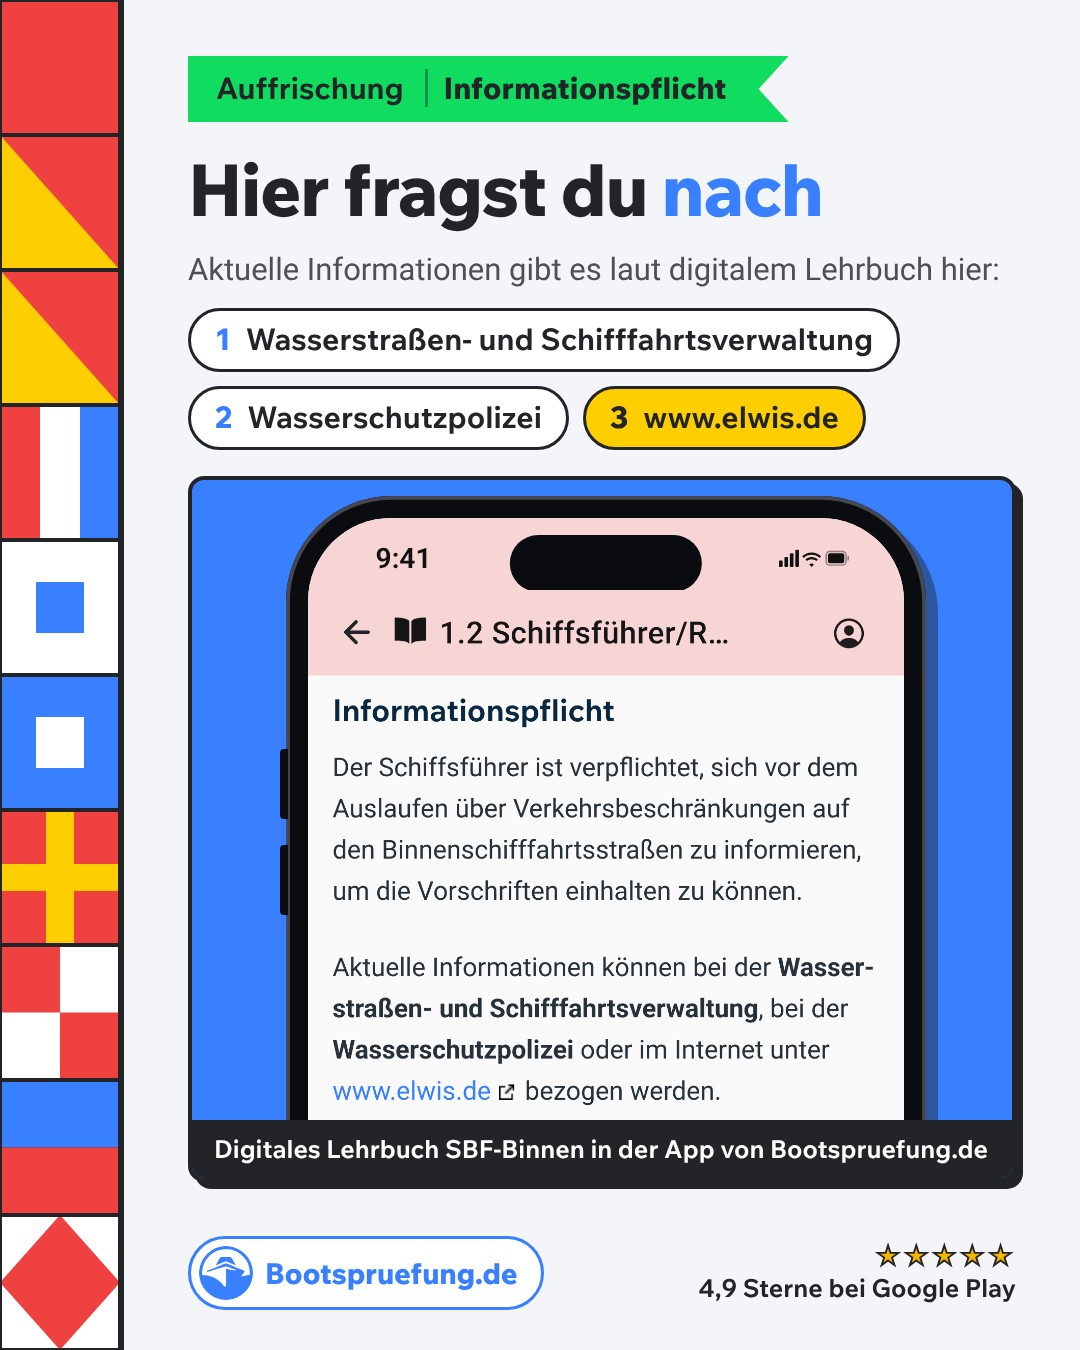 Auffrischung | Informationspflicht
Hier fragst du nach
Aktuelle Informationen gibt es laut digitalem Lehrbuch hier:
1 Wasserstraßen- und Schifffahrtsverwaltung
2 Wasserschutzpolizei 3 www.elwis.de
9:41
1.2 Schiffsführer/R...
Informationspflicht
Der Schiffsführer ist verpflichtet, sich vor dem
Auslaufen über Verkehrsbeschränkungen auf
den Binnenschifffahrtsstraßen zu informieren,
um die Vorschriften einhalten zu können.
Aktuelle Informationen können bei der Wasser-
straßen- und Schifffahrtsverwaltung, bei der
Wasserschutzpolizei oder im Internet unter
www.elwis.de bezogen werden.
Digitales Lehrbuch SBF-Binnen in der App von Bootspruefung.de
Bootspruefung.de
4,9 Sterne bei Google Play